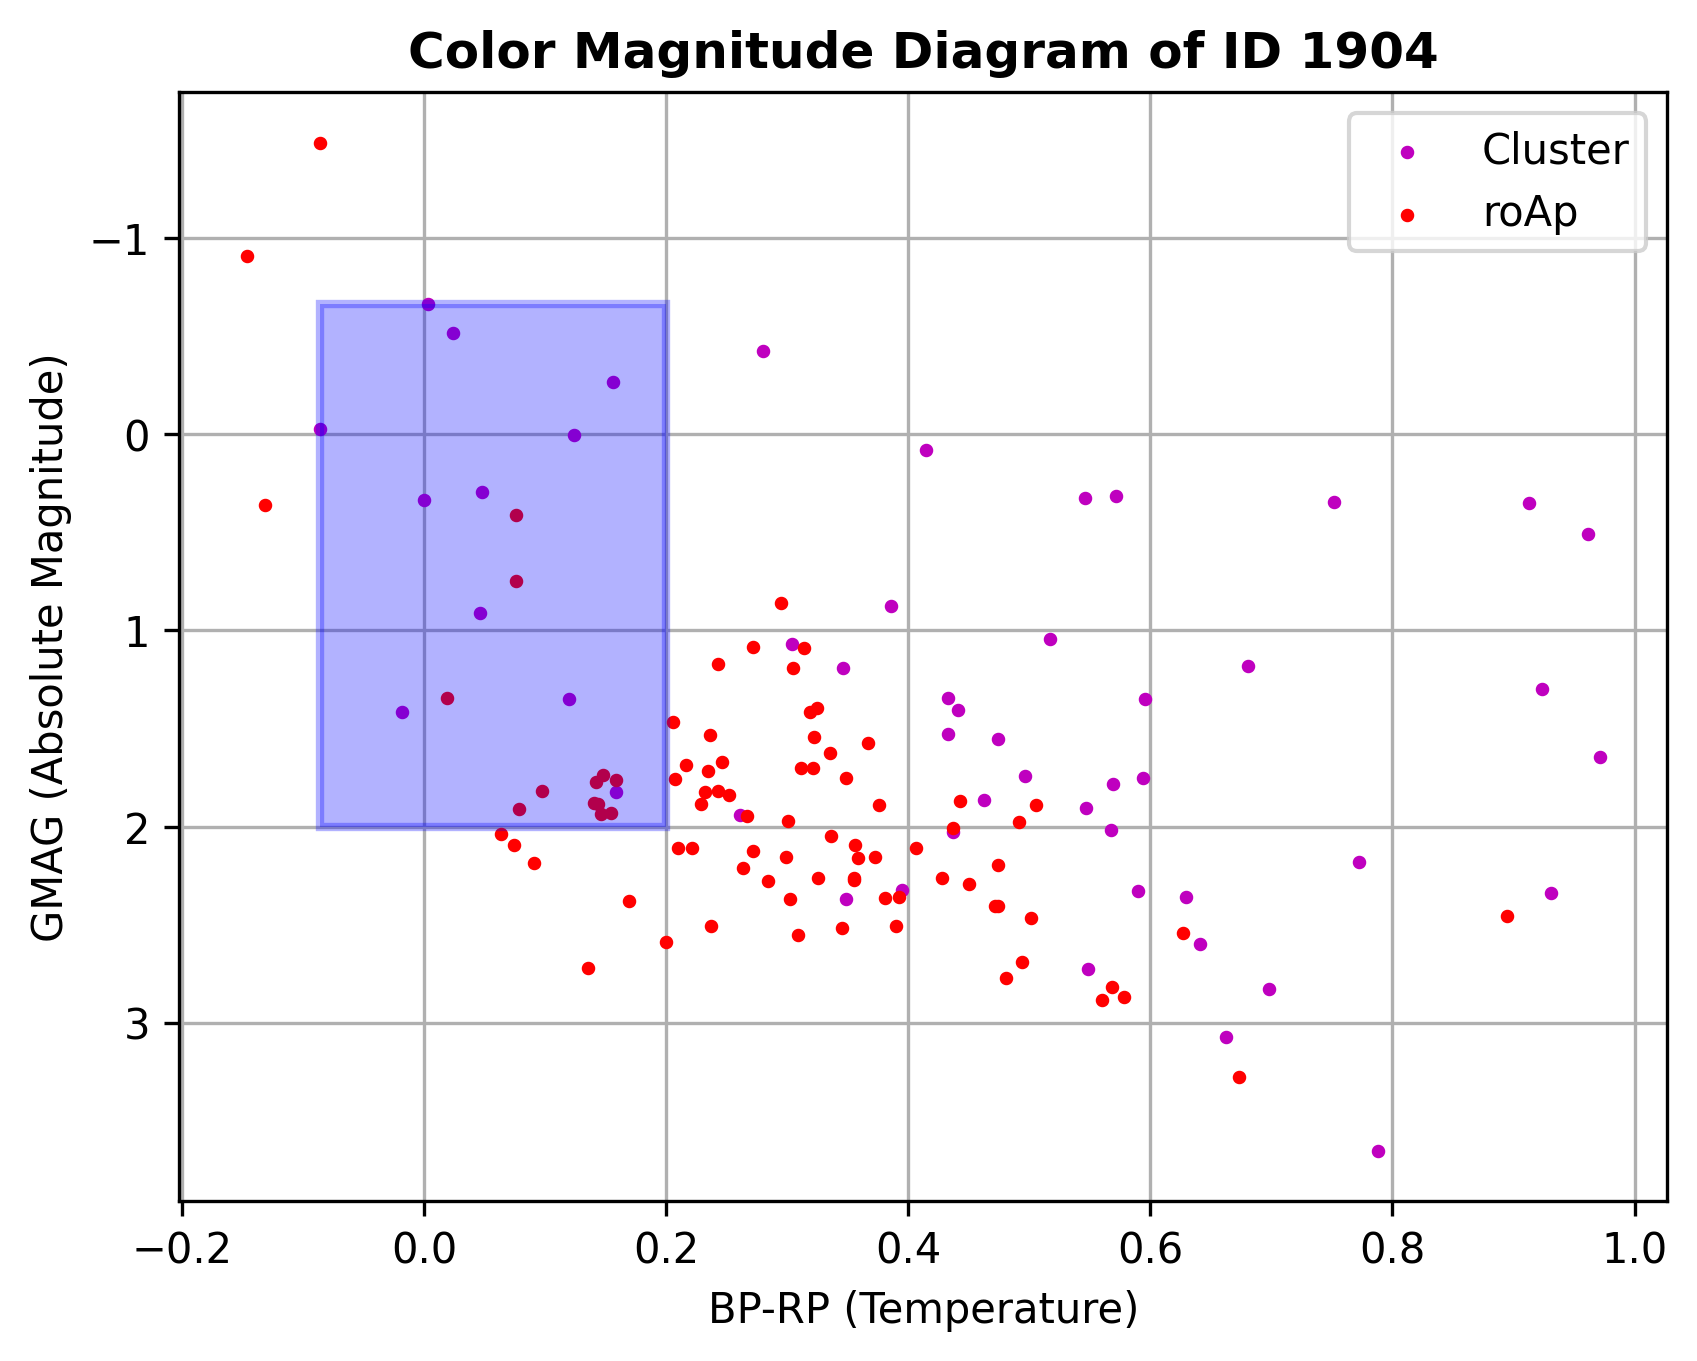 Color Magnitude Diagram of ID 1904
Cluster
roAp
GMAG (Absolute Magnitude)
−1
0
1
2
3
−0.2 0.0 0.2 0.4 0.6 0.8 1.0
BP-RP (Temperature)